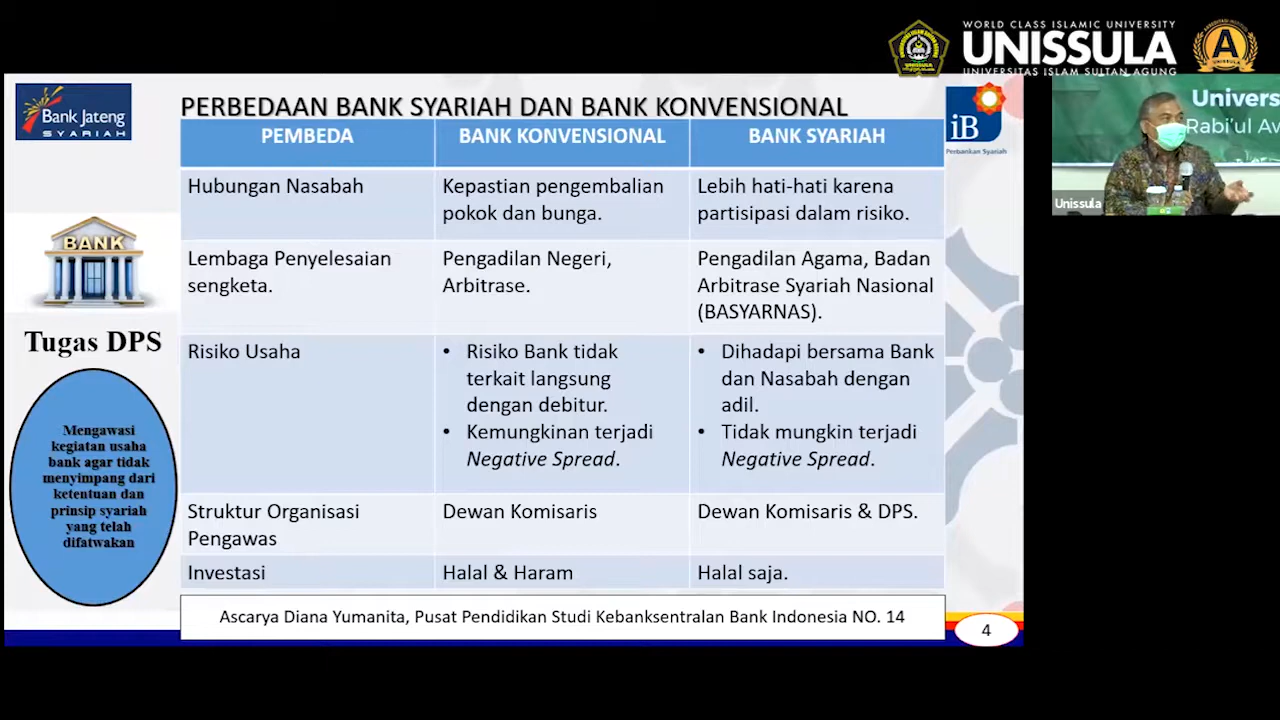 WORLD CLASS ISLAMIC UNIVERSITY
UNISSULA
UNIVERSITAS ISLAM SULTAN AGUNG
A
UNISSULA
Bank Jateng
SYARIAH
PERBEDAAN BANK SYARIAH DAN BANK KONVENSIONAL
iB
Perbankan Syariah
Univers
Rabi'ul Aw
Unissula
PEMBEDA BANK KONVENSIONAL BANK SYARIAH
Hubungan Nasabah
Kepastian pengembalian
pokok dan bunga.
Lebih hati-hati karena
partisipasi dalam risiko.
Lembaga Penyelesaian
sengketa.
Pengadilan Negeri,
Arbitrase.
Pengadilan Agama, Badan
Arbitrase Syariah Nasional
(BASYARNAS).
Risiko Usaha
• Risiko Bank tidak
terkait langsung
dengan debitur.
• Kemungkinan terjadi
Negative Spread.
• Dihadapi bersama Bank
dan Nasabah dengan
adil.
• Tidak mungkin terjadi
Negative Spread.
Struktur Organisasi
Pengawas
Dewan Komisaris
Dewan Komisaris & DPS.
Investasi
Halal & Haram
Halal saja.
BANK
Tugas DPS
Mengawasi
kegiatan usaha
bank agar tidak
menyimpang dari
ketentuan dan
prinsip syariah
yang telah
difatwakan
Ascarya Diana Yumanita, Pusat Pendidikan Studi Kebanksentralan Bank Indonesia NO. 14
4